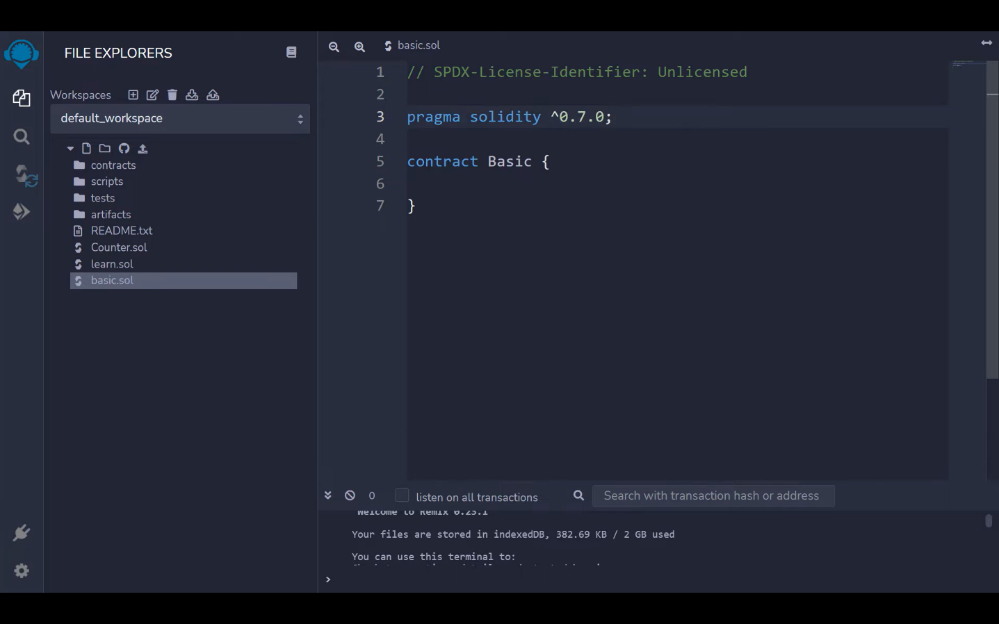 FILE EXPLORERS
Workspaces
default_workspace
contracts
scripts
tests
artifacts
README.txt
Counter.sol
learn.sol
basic.sol
basic.sol
1 // SPDX-License-Identifier: Unlicensed
2
3 pragma solidity ^0.7.0;
4
5 contract Basic {
6
7 }
0
listen on all transactions
Search with transaction hash or address
Welcome to Remix 0.23.1
Your files are stored in indexedDB, 382.69 KB / 2 GB used
You can use this terminal to:
>